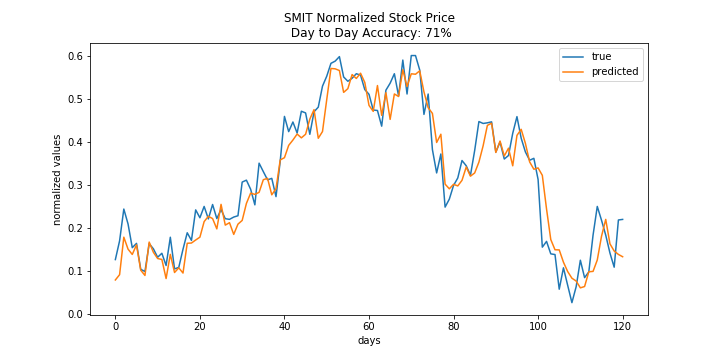 SMIT Normalized Stock Price
Day to Day Accuracy: 71%
true
predicted
normalized values
0.6
0.5
0.4
0.3
0.2
0.1
0.0
0 20 40 60 80 100 120
days